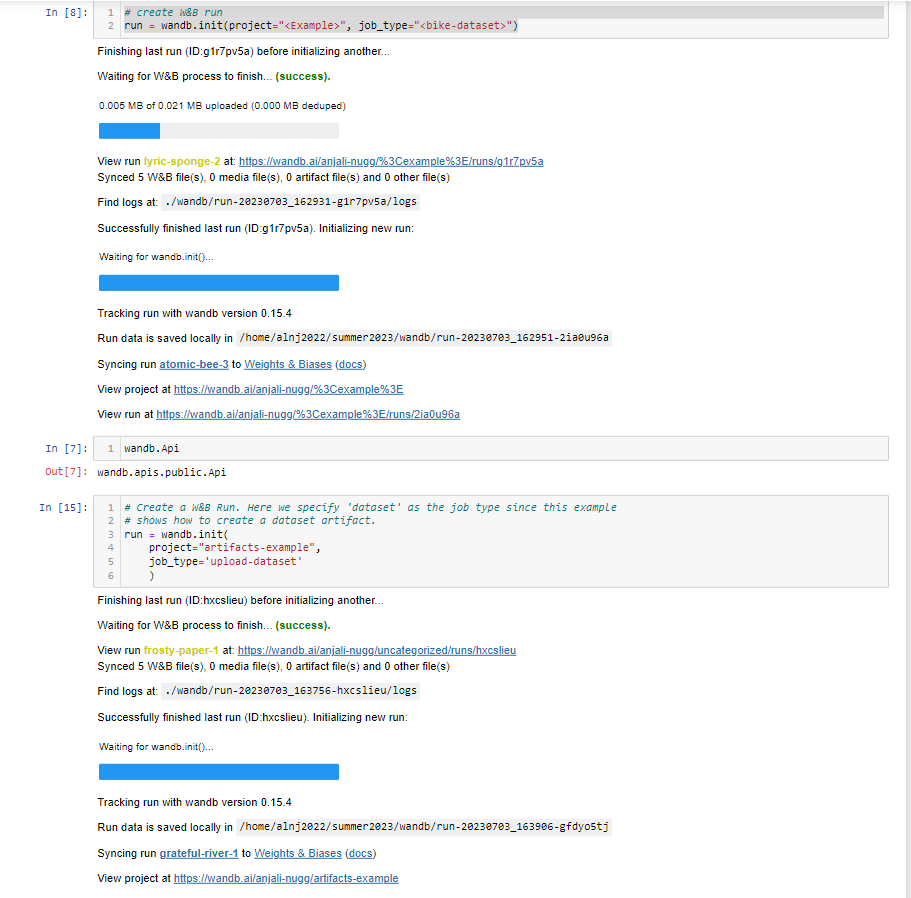 In [8]:
1 # create W&B run
2 run = wandb.init(project="<Example>", job_type="<bike-dataset>")
Finishing last run (ID:g1r7pv5a) before initializing another...
Waiting for W&B process to finish... (success).
0.005 MB of 0.021 MB uploaded (0.000 MB deduped)
View run lyric-sponge-2 at: https://wandb.ai/anjali-nugg/%3Cexample%3E/runs/g1r7pv5a
Synced 5 W&B file(s), 0 media file(s), 0 artifact file(s) and 0 other file(s)
Find logs at: ./wandb/run-20230703_162931-g1r7pv5a/logs
Successfully finished last run (ID:g1r7pv5a). Initializing new run:
Waiting for wandb.init()...
Tracking run with wandb version 0.15.4
Run data is saved locally in /home/alnj2022/summer2023/wandb/run-20230703_162951-2ia0u96a
Syncing run atomic-bee-3 to Weights & Biases (docs)
View project at https://wandb.ai/anjali-nugg/%3Cexample%3E
View run at https://wandb.ai/anjali-nugg/%3Cexample%3E/runs/2ia0u96a
In [7]:
1 wandb.Api
Out[7]: wandb.apis.public.Api
In [15]:
1 # Create a W&B Run. Here we specify 'dataset' as the job type since this example
2 # shows how to create a dataset artifact.
3 run = wandb.init(
4     project="artifacts-example",
5     job_type='upload-dataset'
6     )
Finishing last run (ID:hxcslieu) before initializing another...
Waiting for W&B process to finish... (success).
View run frosty-paper-1 at: https://wandb.ai/anjali-nugg/uncategorized/runs/hxcslieu
Synced 5 W&B file(s), 0 media file(s), 0 artifact file(s) and 0 other file(s)
Find logs at: ./wandb/run-20230703_163756-hxcslieu/logs
Successfully finished last run (ID:hxcslieu). Initializing new run:
Waiting for wandb.init()...
Tracking run with wandb version 0.15.4
Run data is saved locally in /home/alnj2022/summer2023/wandb/run-20230703_163906-gfdyo5tj
Syncing run grateful-river-1 to Weights & Biases (docs)
View project at https://wandb.ai/anjali-nugg/artifacts-example